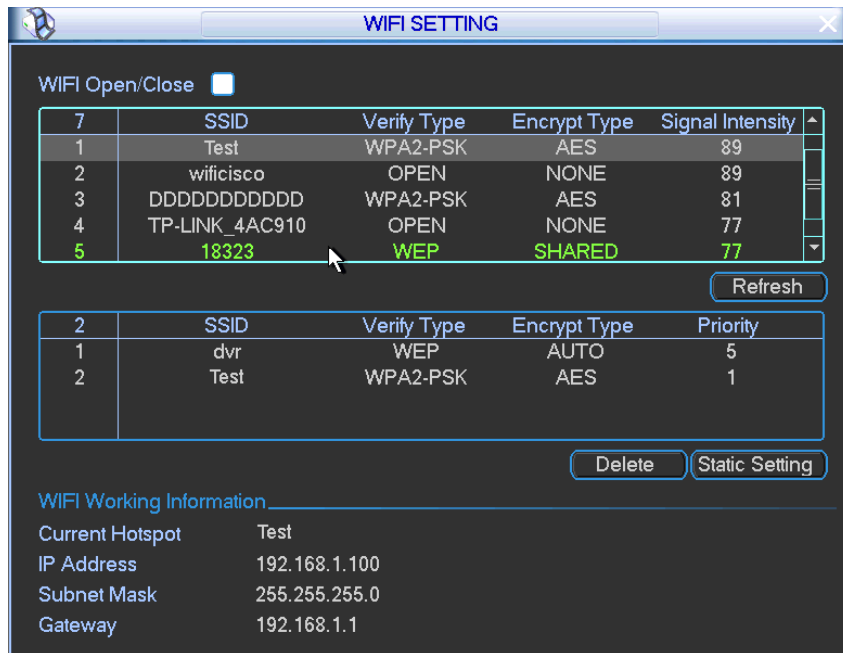 WIFI SETTING
WIFI Open/Close
7 SSID Verify Type Encrypt Type Signal Intensity
1 Test WPA2-PSK AES 89
2 wificisco OPEN NONE 89
3 DDDDDDDDDDD WPA2-PSK AES 81
4 TP-LINK_4AC910 OPEN NONE 77
5 18323 WEP SHARED 77
Refresh
2 SSID Verify Type Encrypt Type Priority
1 dvr WEP AUTO 5
2 Test WPA2-PSK AES 1
Delete Static Setting
WIFI Working Information
Current Hotspot Test
IP Address 192.168.1.100
Subnet Mask 255.255.255.0
Gateway 192.168.1.1